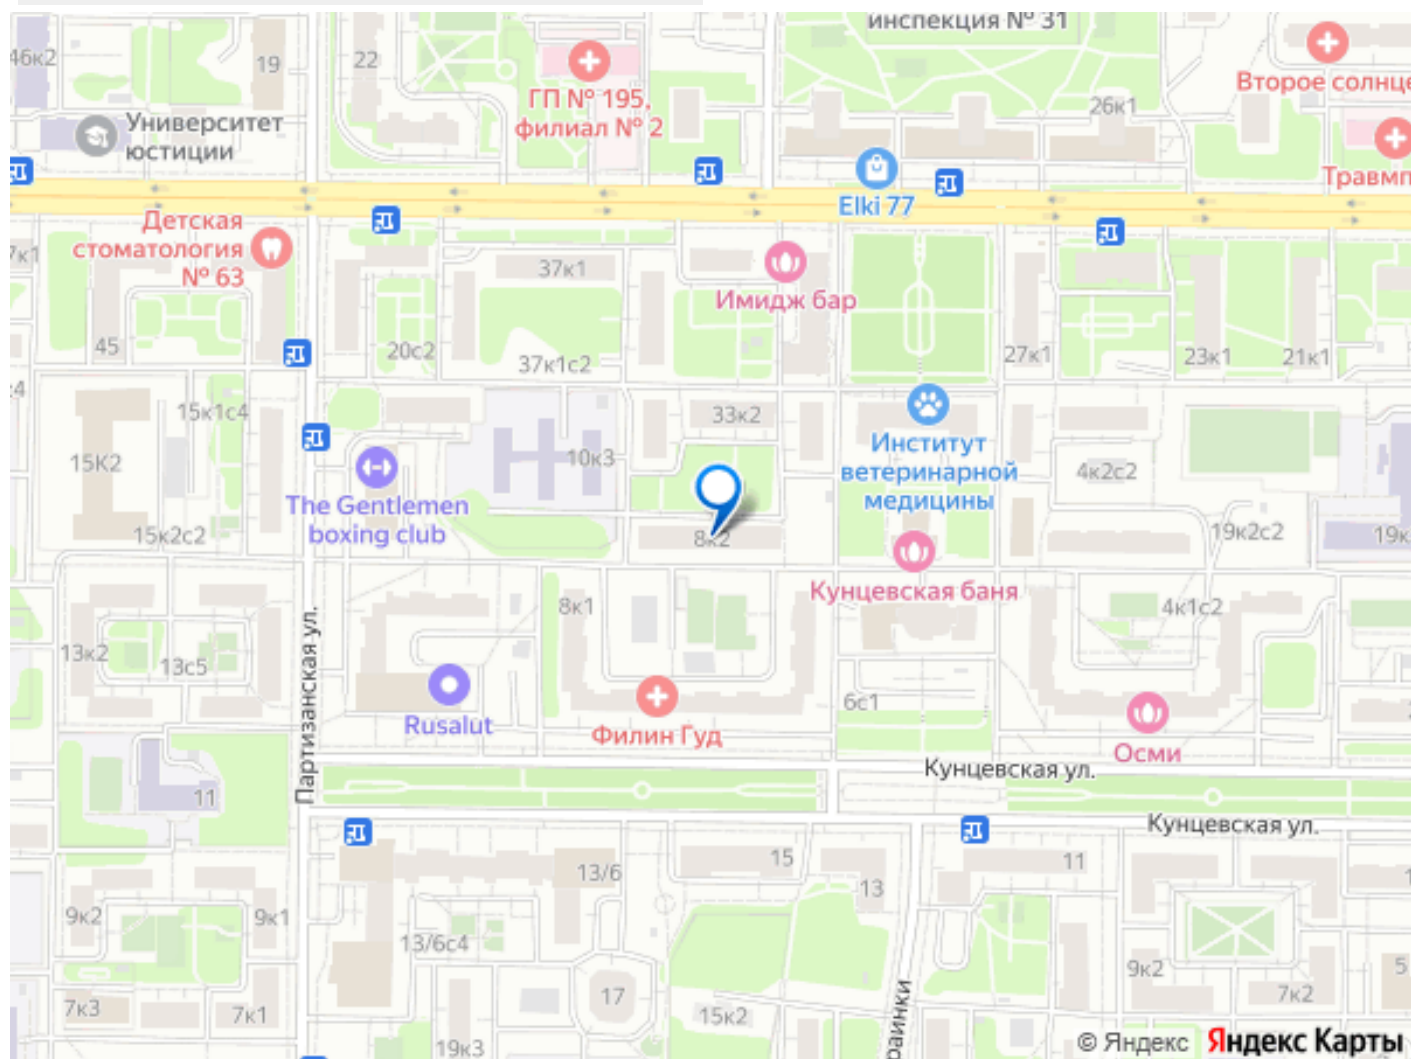 инспекция № 31
46к2
19
22
ГП № 195,
филиал № 2
Университет
юстиции
26к1
Второе солнце
Травмп
Elki 77
Детская
стоматология
№ 63
7к1
37к1
Имидж бар
45
20с2
37к1с2
27к1
23к1
21к1
:4
15к1с4
33к2
Институт
ветеринарной
медицины
15К2
10к3
4к2с2
The Gentlemen
boxing club
15к2с2
8к2
19к2с2
19к
Кунцевская баня
8к1
4к1с2
Партизанская ул.
13к2
13с5
Rusalut
Филин Гуд
6с1
Осми
Кунцевская ул.
11
Кунцевская ул.
13/6
15
13
11
9к2
9к1
13/6с4
9к2
5
17
7к3
7к1
15к2
7к2
раинки
19к3
© Яндекс Яндекс Карты